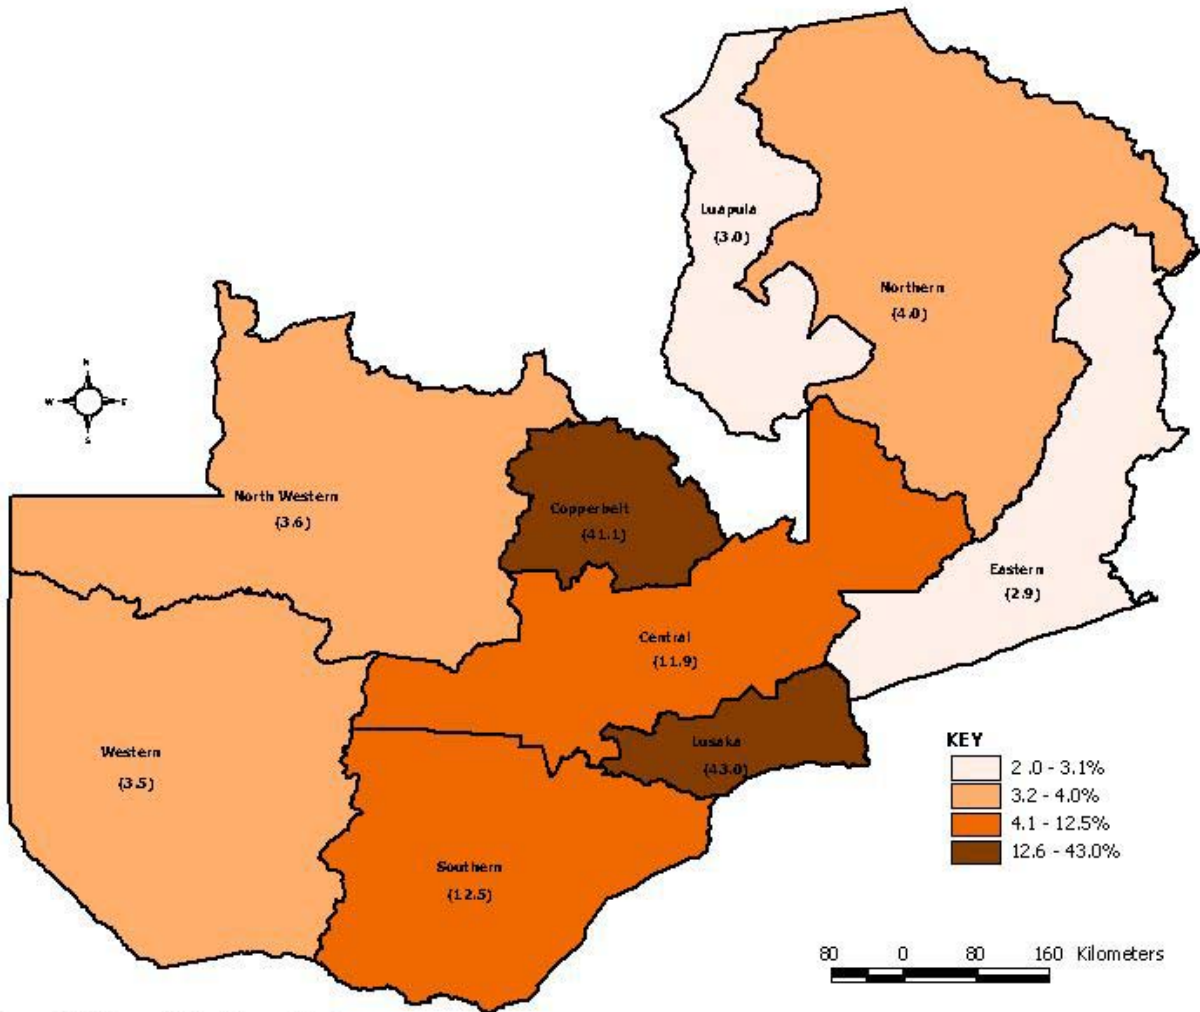 Luapula
(3.0)
Northern
(4.0)
N
W E
S
North Western
(3.6)
Copperbelt
(41.1)
Eastern
(2.9)
Central
(11.9)
Western
(3.5)
Lusaka
(43.0)
Southern
(12.5)
KEY
2.0 - 3.1%
3.2 - 4.0%
4.1 - 12.5%
12.6 - 43.0%
80 0 80 160 Kilometers